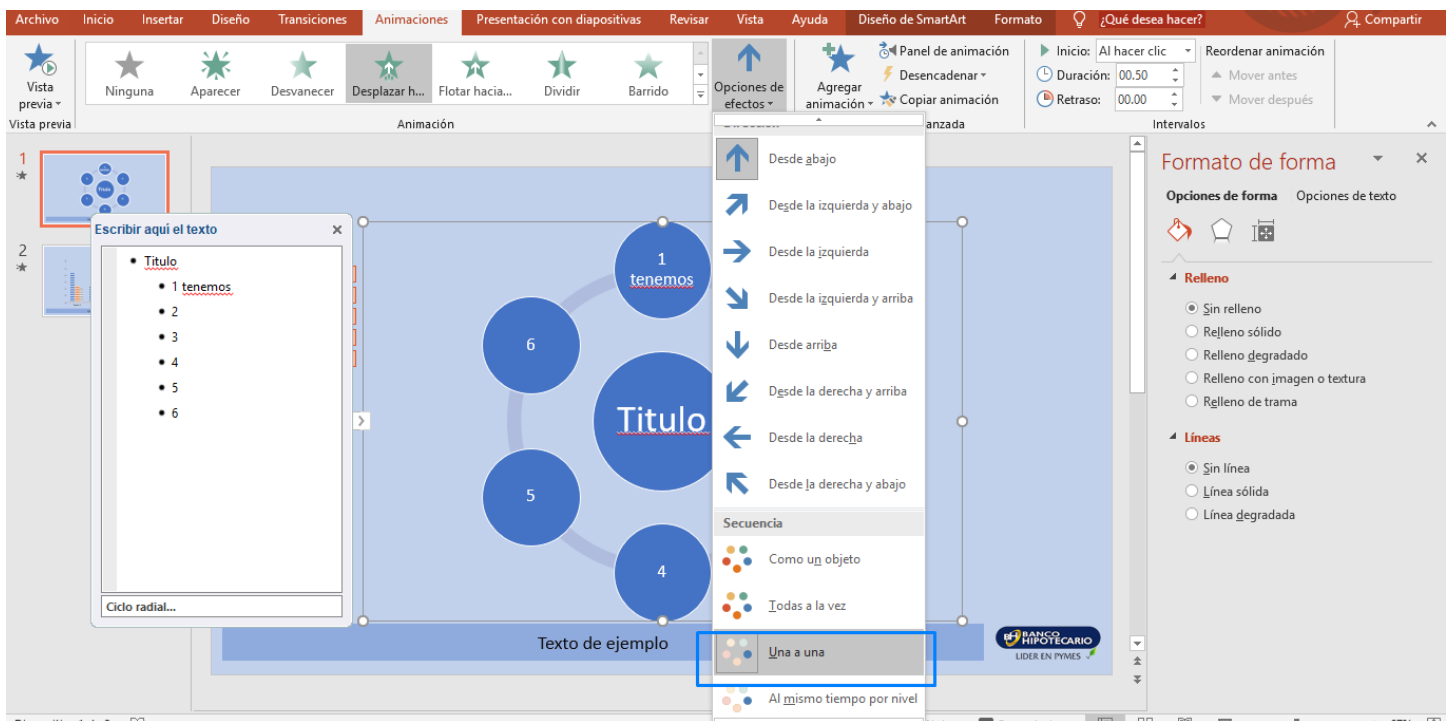 Archivo Inicio Insertar Diseño Transiciones Animaciones Presentación con diapositivas Revisar Vista Ayuda Diseño de SmartArt Formato ¿Qué desea hacer? Compartir
Vista previa
Ninguna Aparecer Desvanecer Desplazar h... Flotar hacia... Dividir Barrido
Opciones de efectos
Agregar animación
Panel de animación
Desencadenar
Copiar animación
Inicio: Al hacer clic
Duración: 00.50
Retraso: 00.00
Reordenar animación
Mover antes
Mover después
Vista previa
Animación
anzada
Intervalos
1
2
Escribir aquí el texto
Titulo
1 tenemos
2
3
4
5
6
Ciclo radial...
1
tenemos
6
Titulo
5
4
Texto de ejemplo
BANCO
HIPOTECARIO
LIDER EN PYMES
Desde abajo
Desde la izquierda y abajo
Desde la izquierda
Desde la izquierda y arriba
Desde arriba
Desde la derecha y arriba
Desde la derecha
Desde la derecha y abajo
Secuencia
Como un objeto
Todas a la vez
Una a una
Al mismo tiempo por nivel
Formato de forma
Opciones de forma Opciones de texto
Relleno
Sin relleno
Relleno sólido
Relleno degradado
Relleno con imagen o textura
Relleno de trama
Líneas
Sin línea
Línea sólida
Línea degradada